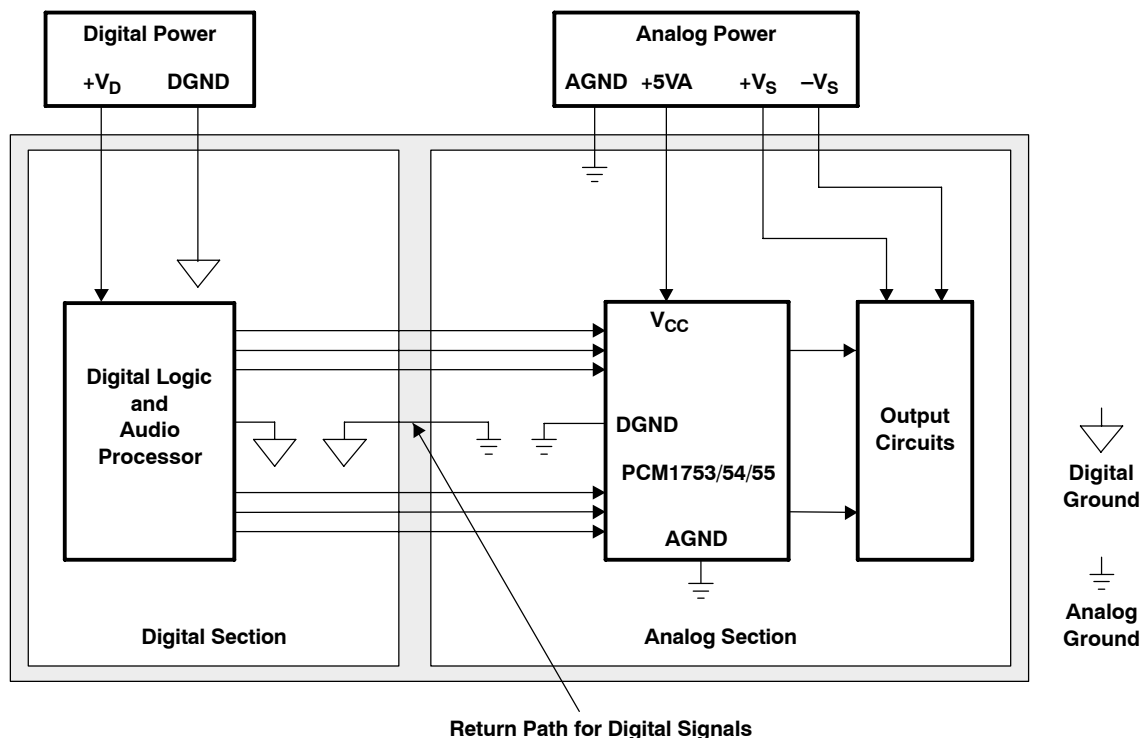 Digital Power
+VD DGND
Analog Power
AGND +5VA +VS –VS
Digital Logic
and
Audio
Processor
VCC
DGND
PCM1753/54/55
AGND
Output
Circuits
Digital
Ground
Analog
Ground
Digital Section
Analog Section
Return Path for Digital Signals